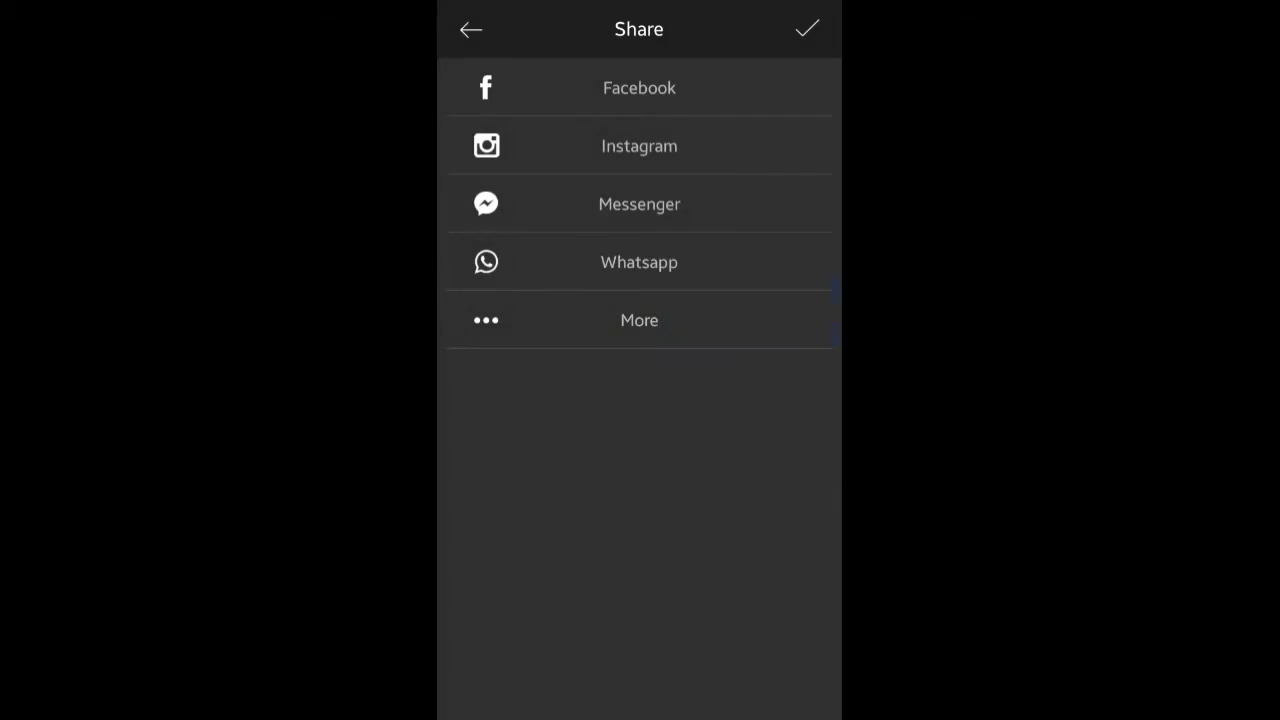 Share
Facebook
Instagram
Messenger
Whatsapp
More